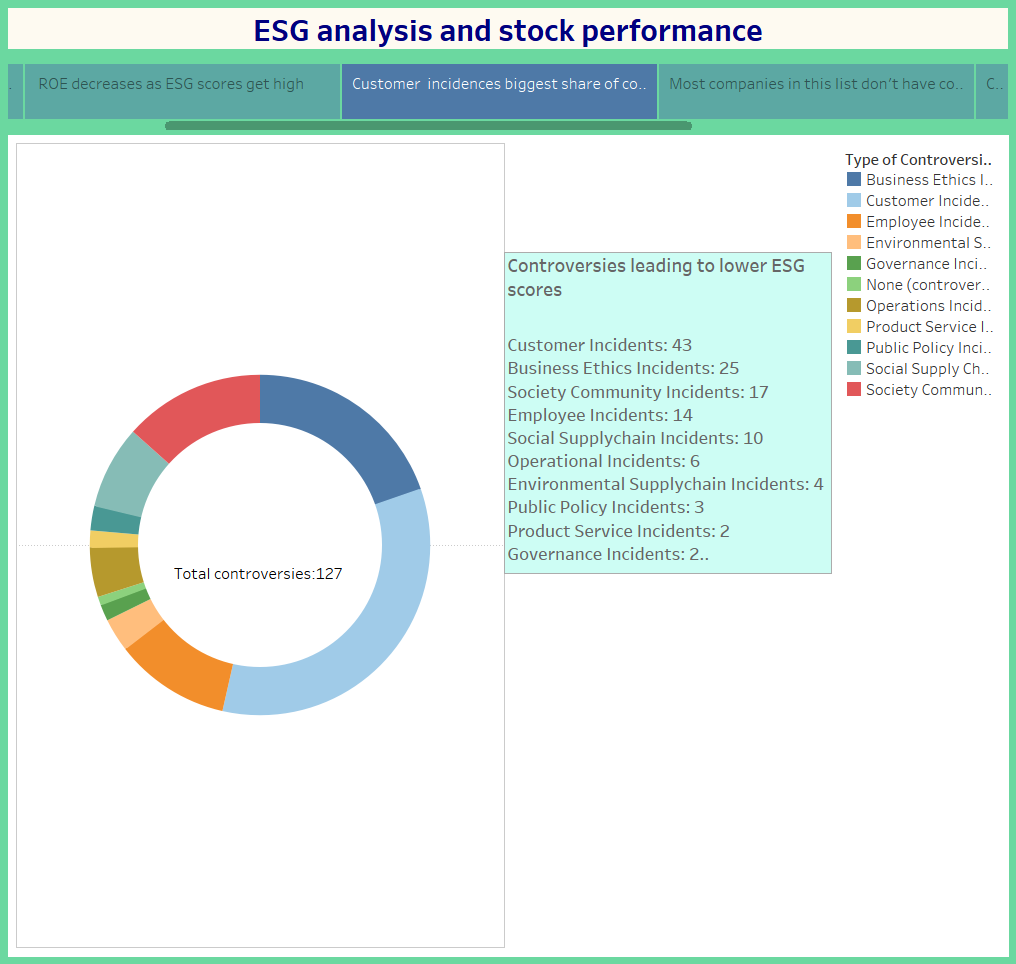 ESG analysis and stock performance
ROE decreases as ESG scores get high
Customer  incidences biggest share of co..
Most companies in this list don't have co..
C..
Type of Controversi..
Business Ethics I..
Customer Incide..
Employee Incide..
Environmental S..
Governance Inci..
None (controver..
Operations Incid..
Product Service I..
Public Policy Inci..
Social Supply Ch..
Society Commun..
Controversies leading to lower ESG
scores
Customer Incidents: 43
Business Ethics Incidents: 25
Society Community Incidents: 17
Employee Incidents: 14
Social Supplychain Incidents: 10
Operational Incidents: 6
Environmental Supplychain Incidents: 4
Public Policy Incidents: 3
Product Service Incidents: 2
Governance Incidents: 2..
Total controversies:127